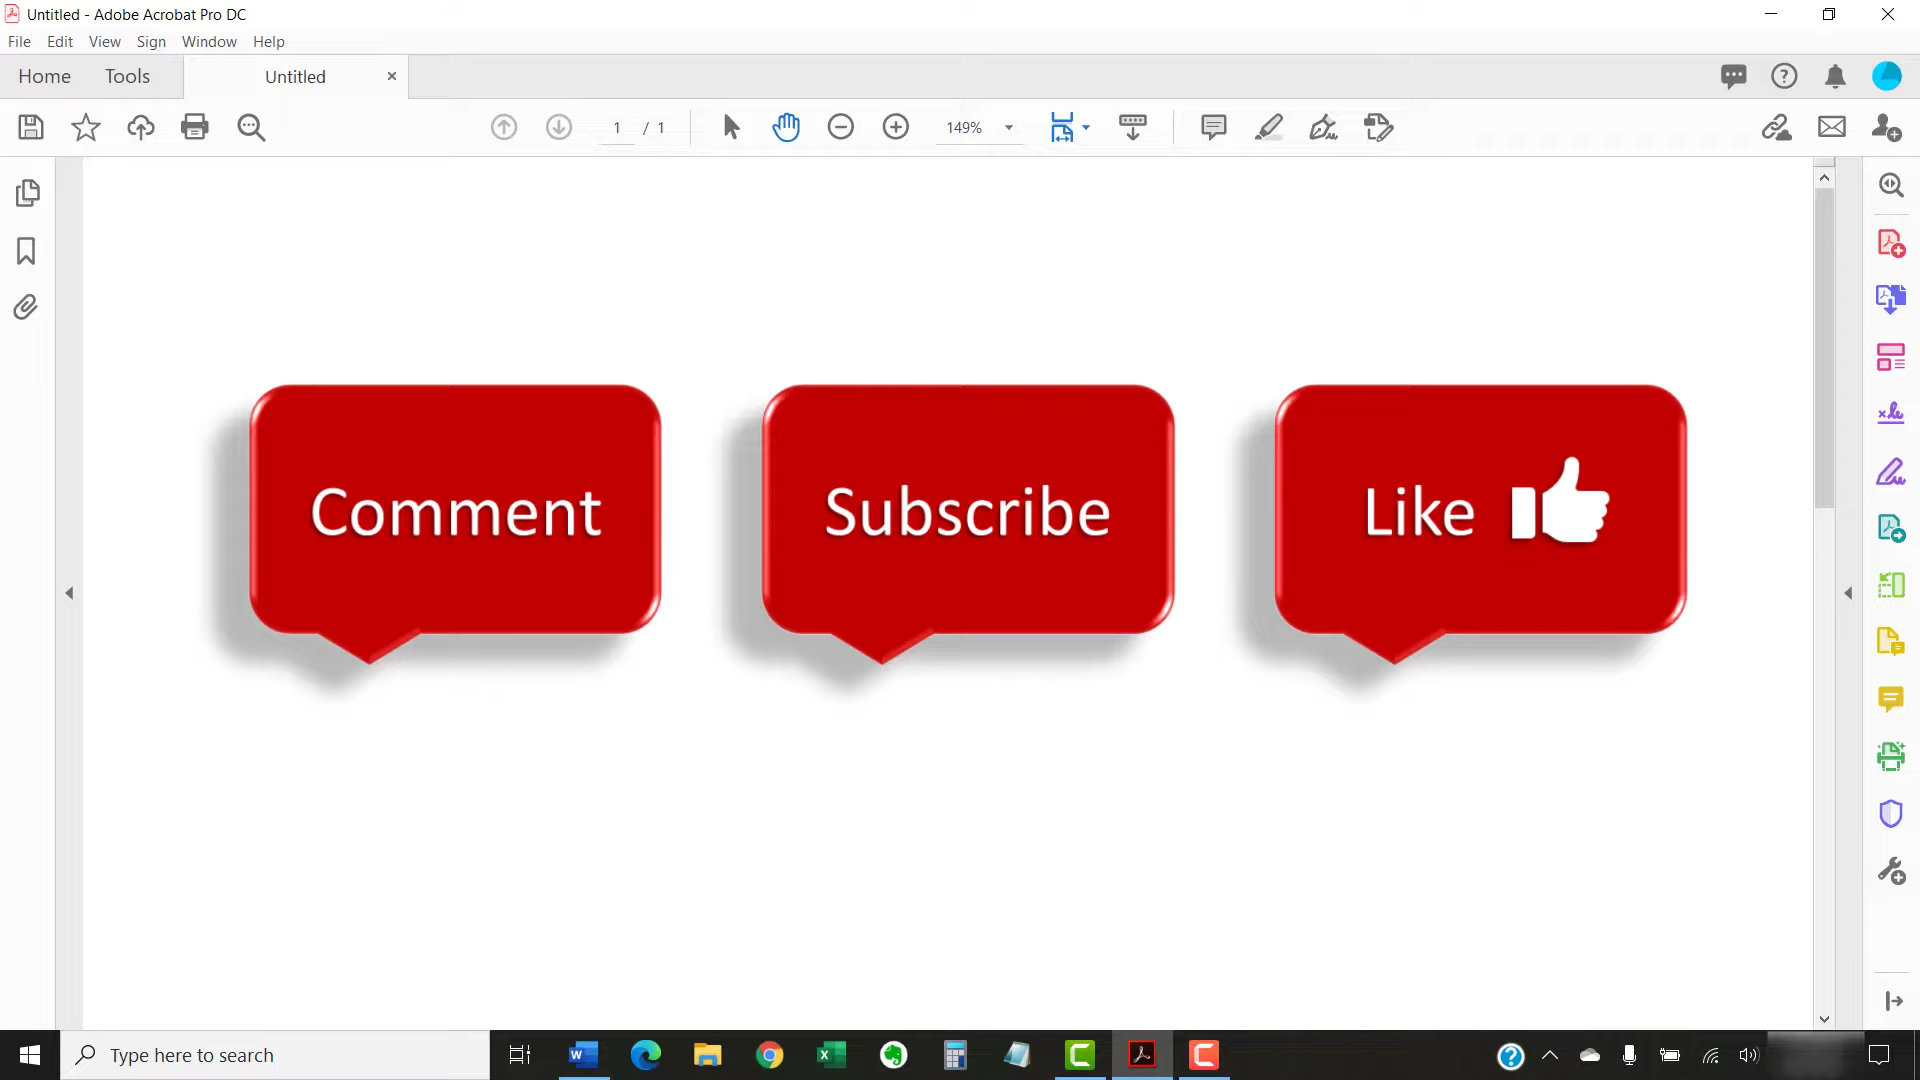 Untitled - Adobe Acrobat Pro DC
File Edit View Sign Window Help
Home Tools Untitled
1 / 1 149%
Comment Subscribe Like
Type here to search